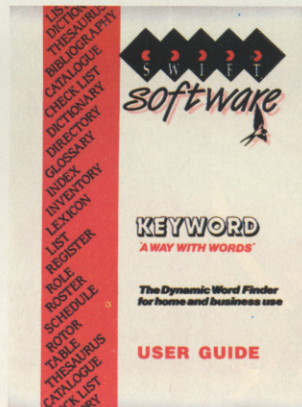 LIST
DICTIONARY
THESAURUS
BIBLIOGRAPHY
CATALOGUE
CHECK LIST
DICTIONARY
DIRECTORY
GLOSSARY
INDEX
INVENTORY
LEXICON
LIST
REGISTER
ROLE
ROSTER
SCHEDULE
ROTOR
TABLE
THESAURUS
CATALOGUE
CK LIST
SWIFT
software
KEYWORD
'A WAY WITH WORDS'
The Dynamic Word Finder
for home and business use
USER GUIDE